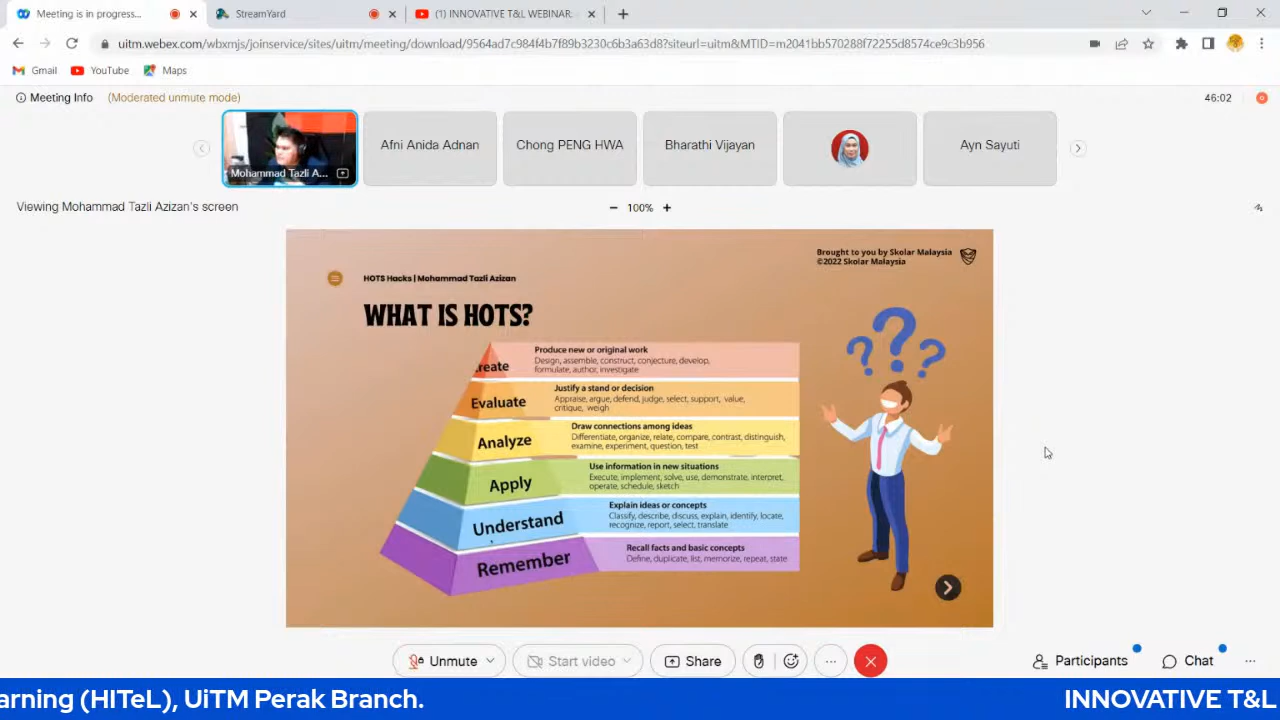 Meeting is in progress...
StreamYard
(1) INNOVATIVE T&L WEBINAR:
uitm.webex.com/wbxmjs/joinservice/sites/uitm/meeting/download/9564ad7c984f4b7f89b3230c6b3a63d8?siteurl=uitm&MTID=m2041bb570288f72255d8574ce9c3b956
Gmail
YouTube
Maps
Meeting Info
(Moderated unmute mode)
46:02
Mohammad Tazli A...
Afni Anida Adnan
Chong PENG HWA
Bharathi Vijayan
Ayn Sayuti
Viewing Mohammad Tazli Azizan's screen
100%
Brought to you by Skolar Malaysia
©2022 Skolar Malaysia
HOTS Hacks | Mohammad Tazli Azizan
WHAT IS HOTS?
Create
Produce new or original work
Design, assemble, construct, conjecture, develop,
formulate, author, investigate
Evaluate
Justify a stand or decision
Appraise, argue, defend, judge, select, support, value,
critique, weigh
Analyze
Draw connections among ideas
Differentiate, organize, relate, compare, contrast, distinguish,
examine, experiment, question, test
Apply
Use information in new situations
Execute, implement, solve, use, demonstrate, interpret,
operate, schedule, sketch
Understand
Explain ideas or concepts
Classify, describe, discuss, explain, identify, locate,
recognize, report, select, translate
Remember
Recall facts and basic concepts
Define, duplicate, list, memorize, repeat, state
Unmute
Start video
Share
Participants
Chat
arning (HITeL), UiTM Perak Branch.
INNOVATIVE T&L